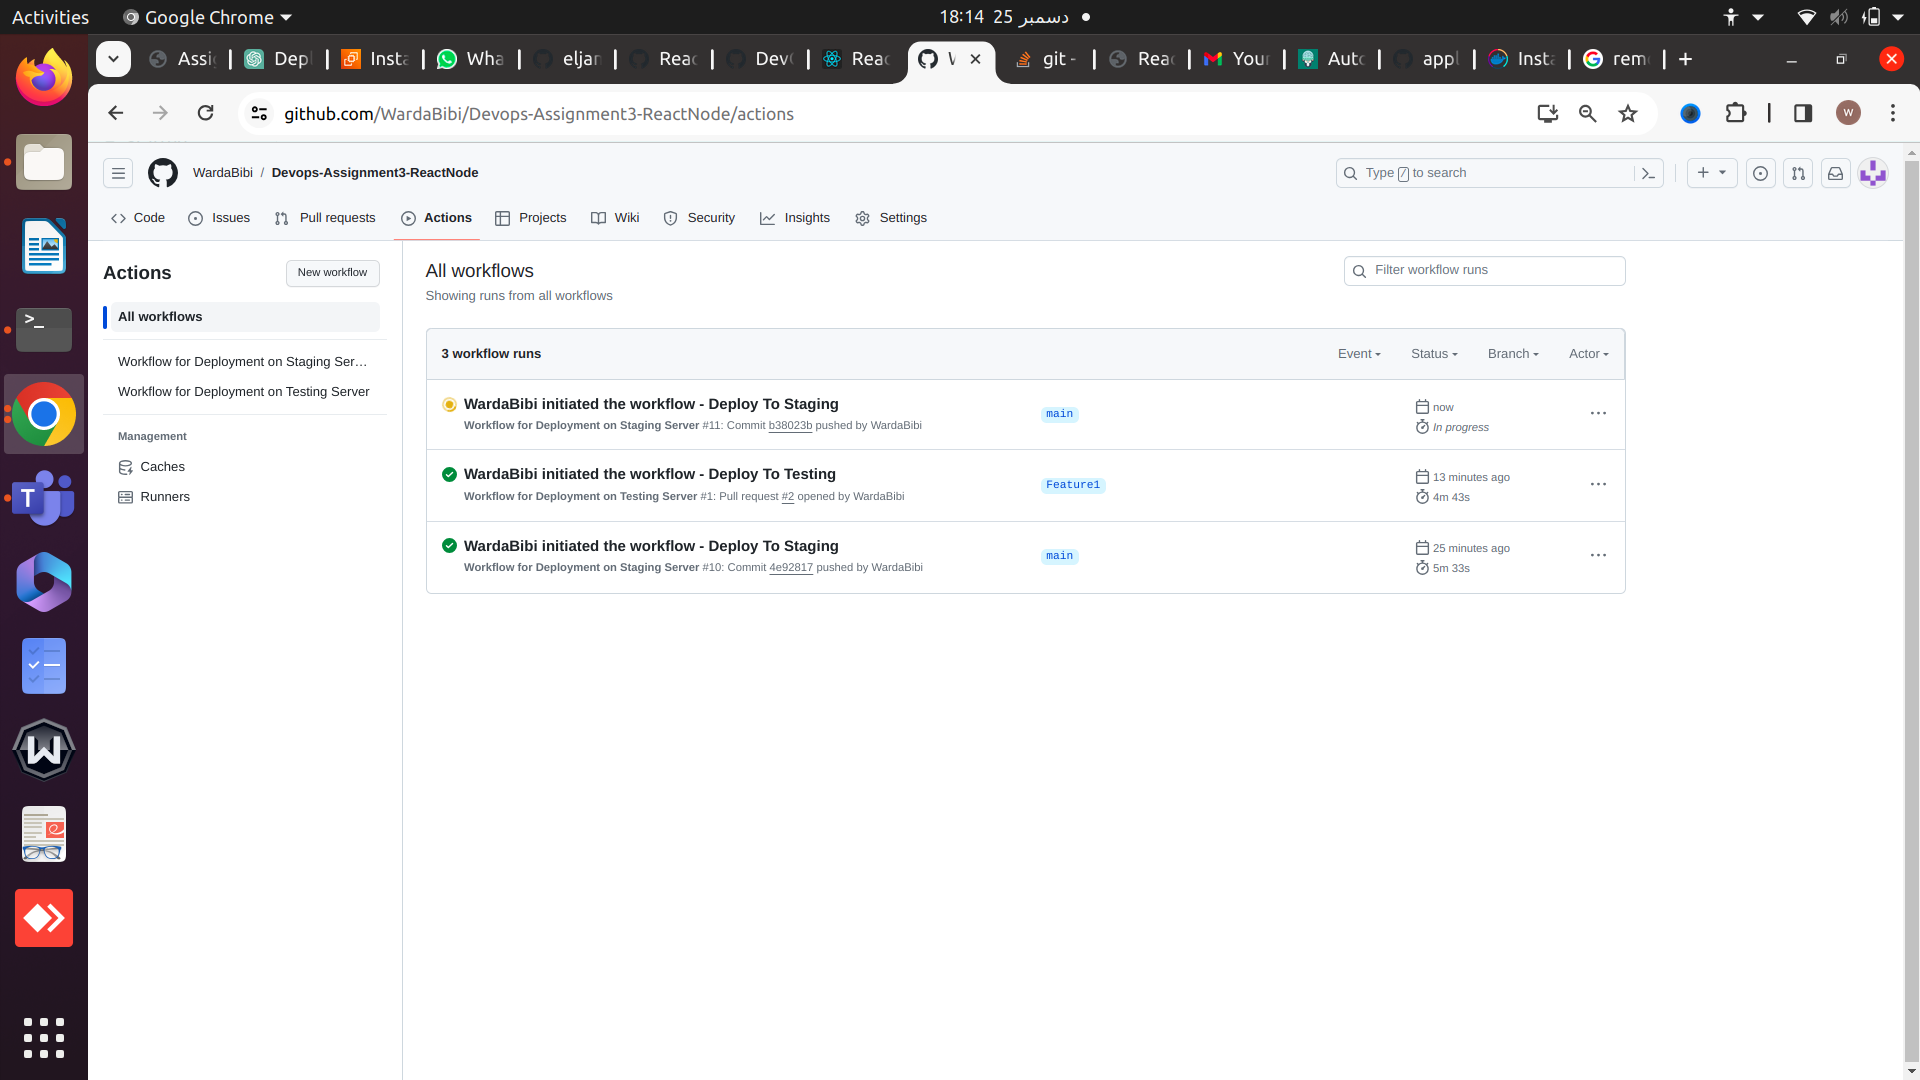 Activities
Google Chrome
18:14 25 دسمبر
Assi
Depl
Insta
Wha
eljan
Reac
DevO
Reac
git -
Reac
Your
Auto
appl
Insta
rem
github.com/WardaBibi/Devops-Assignment3-ReactNode/actions
W
WardaBibi / Devops-Assignment3-ReactNode
Type / to search
Code
Issues
Pull requests
Actions
Projects
Wiki
Security
Insights
Settings
Actions
New workflow
All workflows
Workflow for Deployment on Staging Ser...
Workflow for Deployment on Testing Server
Management
Caches
Runners
All workflows
Showing runs from all workflows
Filter workflow runs
3 workflow runs
Event
Status
Branch
Actor
WardaBibi initiated the workflow - Deploy To Staging
Workflow for Deployment on Staging Server #11: Commit b38023b pushed by WardaBibi
main
now
In progress
WardaBibi initiated the workflow - Deploy To Testing
Workflow for Deployment on Testing Server #1: Pull request #2 opened by WardaBibi
Feature1
13 minutes ago
4m 43s
WardaBibi initiated the workflow - Deploy To Staging
Workflow for Deployment on Staging Server #10: Commit 4e92817 pushed by WardaBibi
main
25 minutes ago
5m 33s